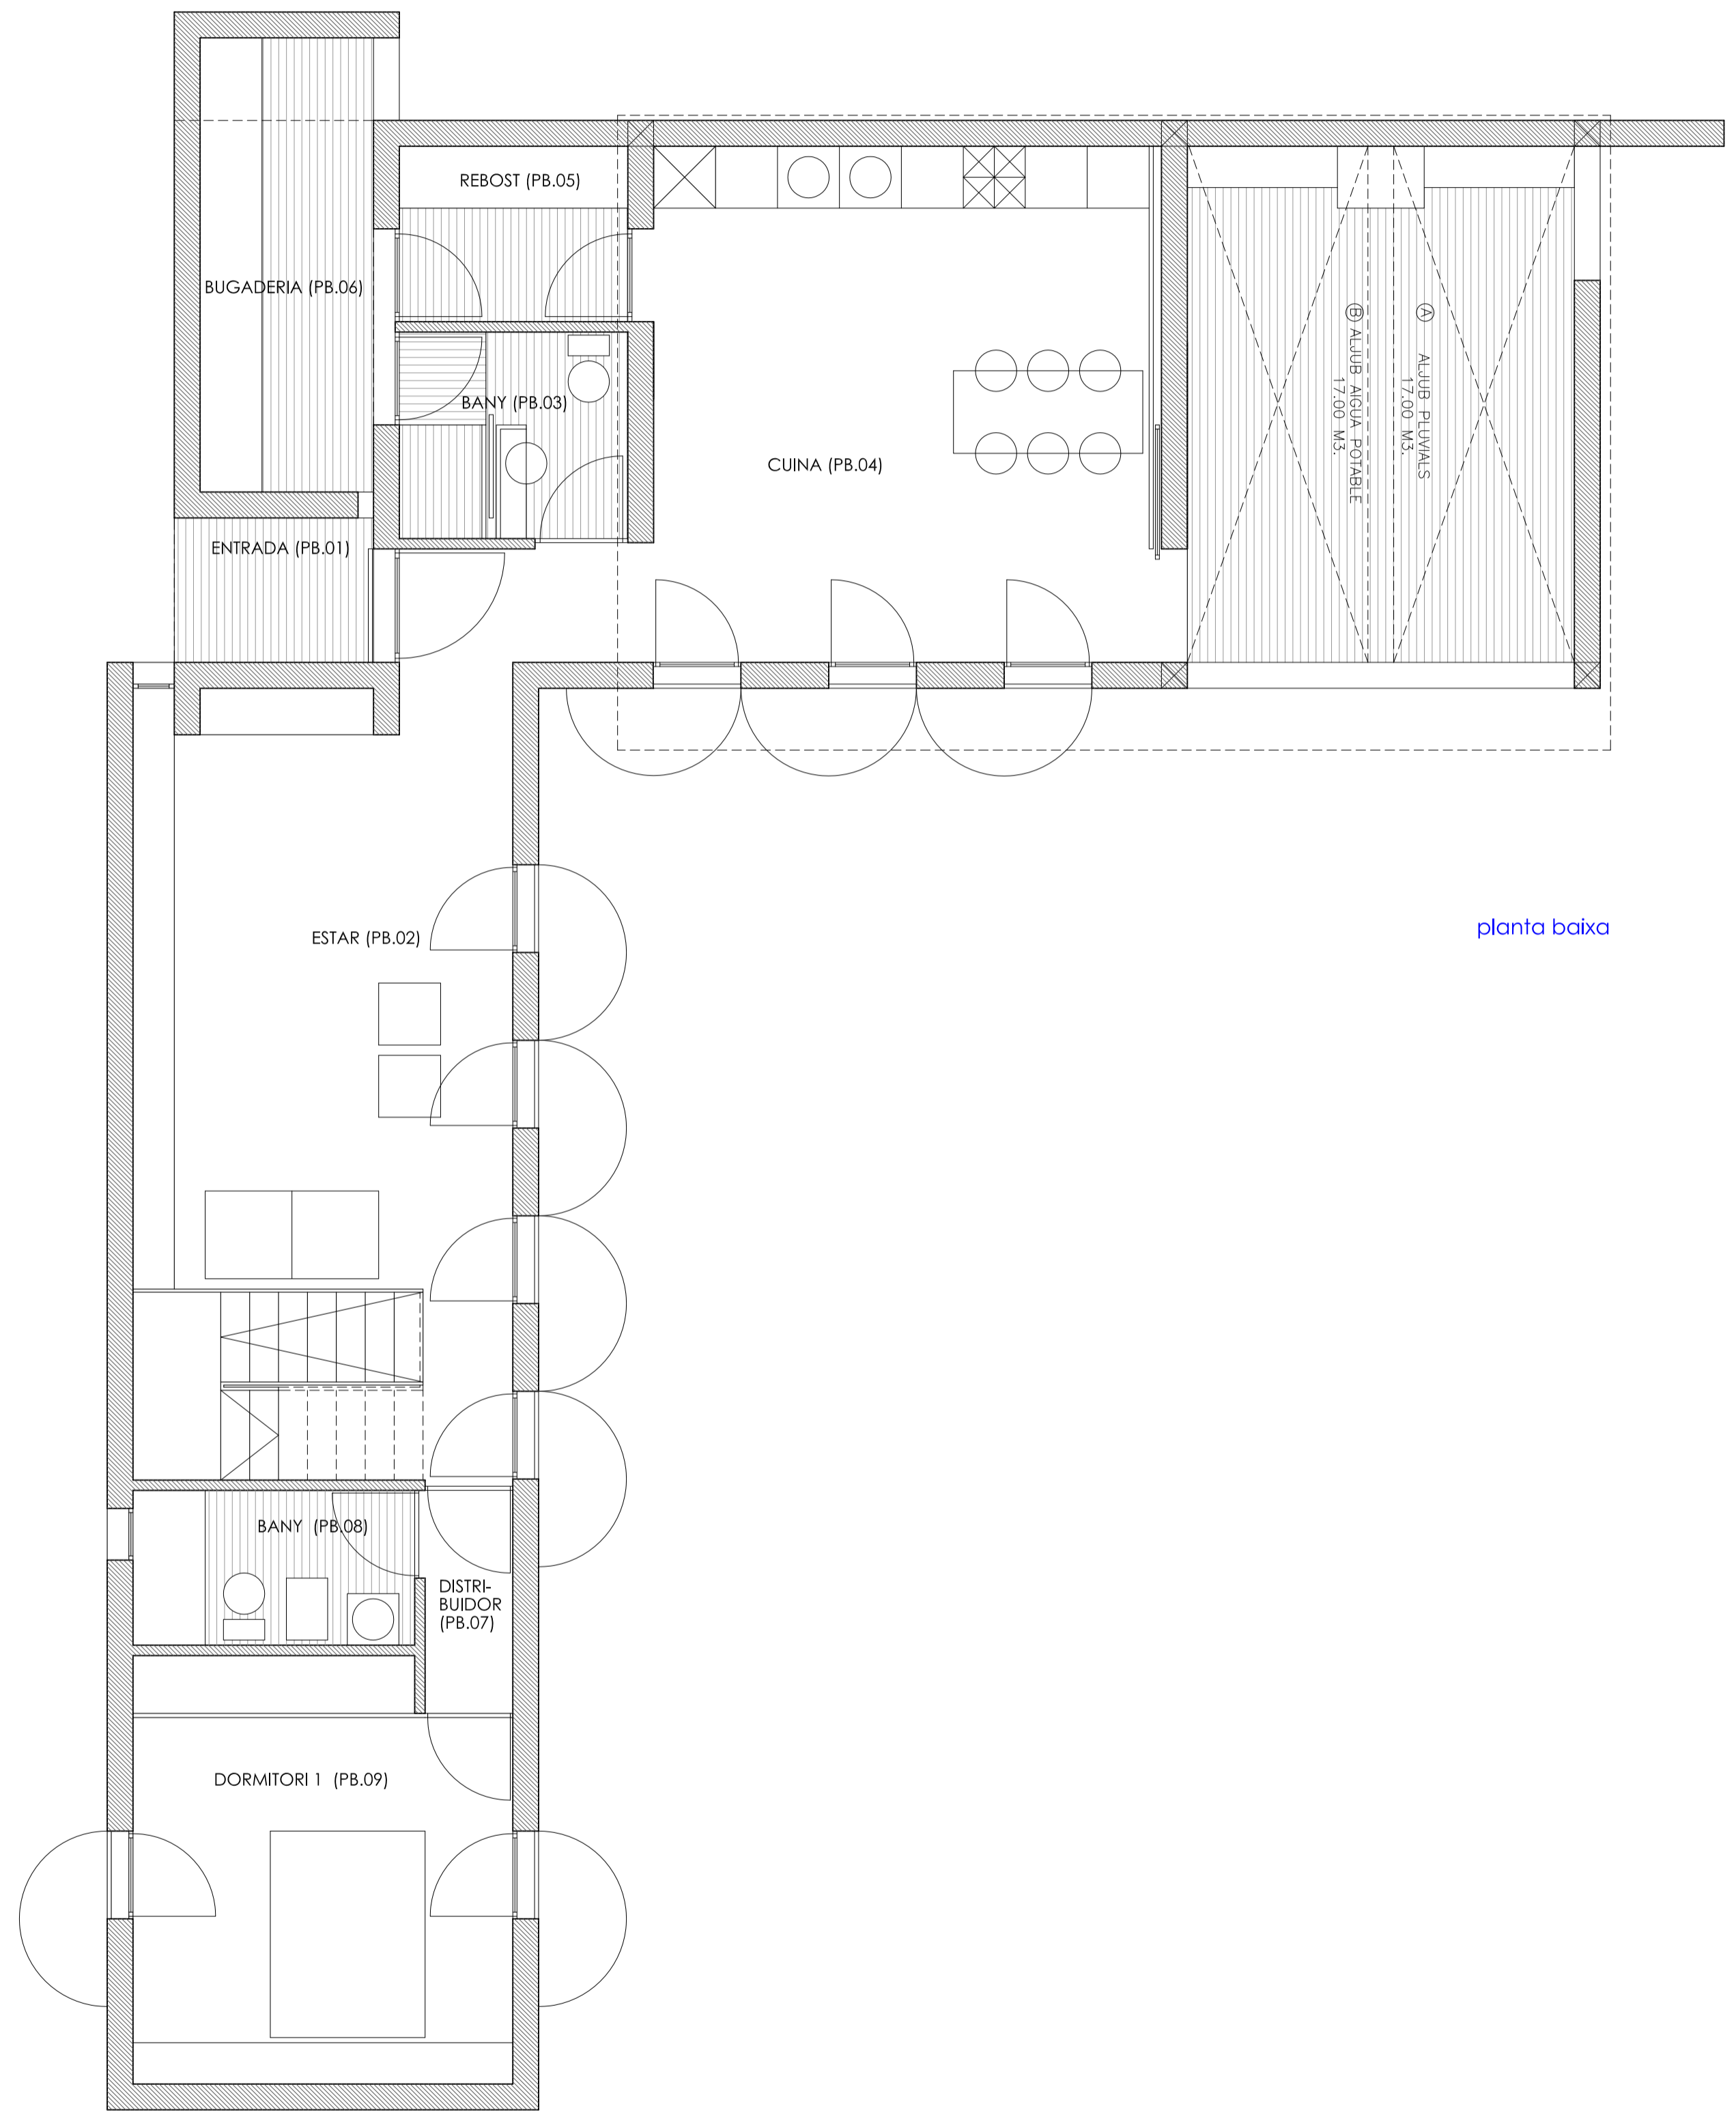 REBOST (PB.05)
BUGADERIA (PB.06)
BANY (PB.03)
CUINA (PB.04)
A ALJUB PLUVIALS
17.00 M3.
B ALJUB AIGUA POTABLE
17.00 M3.
ENTRADA (PB.01)
ESTAR (PB.02)
planta baixa
BANY (PB.08)
DISTRI-
BUIDOR
(PB.07)
DORMITORI 1 (PB.09)